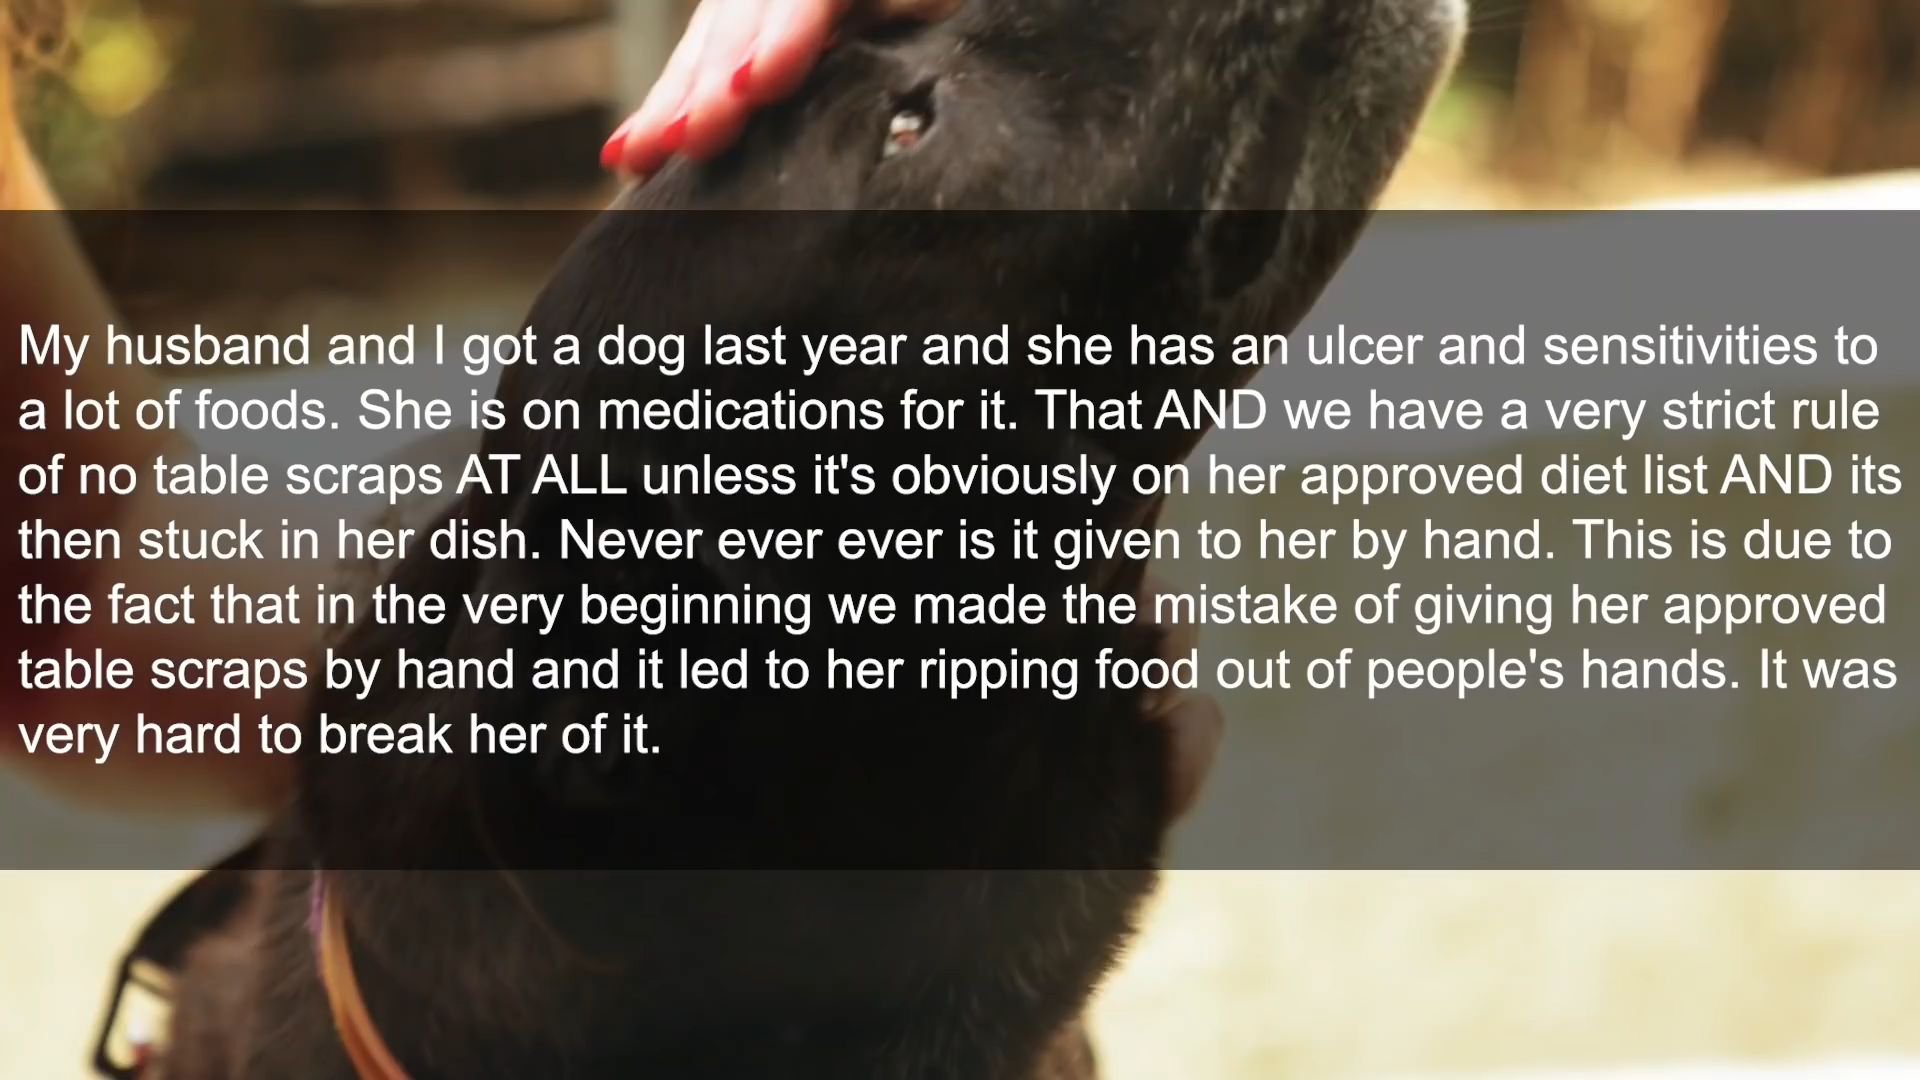 My husband and I got a dog last year and she has an ulcer and sensitivities to
a lot of foods. She is on medications for it. That AND we have a very strict rule
of no table scraps AT ALL unless it's obviously on her approved diet list AND its
then stuck in her dish. Never ever ever is it given to her by hand. This is due to
the fact that in the very beginning we made the mistake of giving her approved
table scraps by hand and it led to her ripping food out of people's hands. It was
very hard to break her of it.